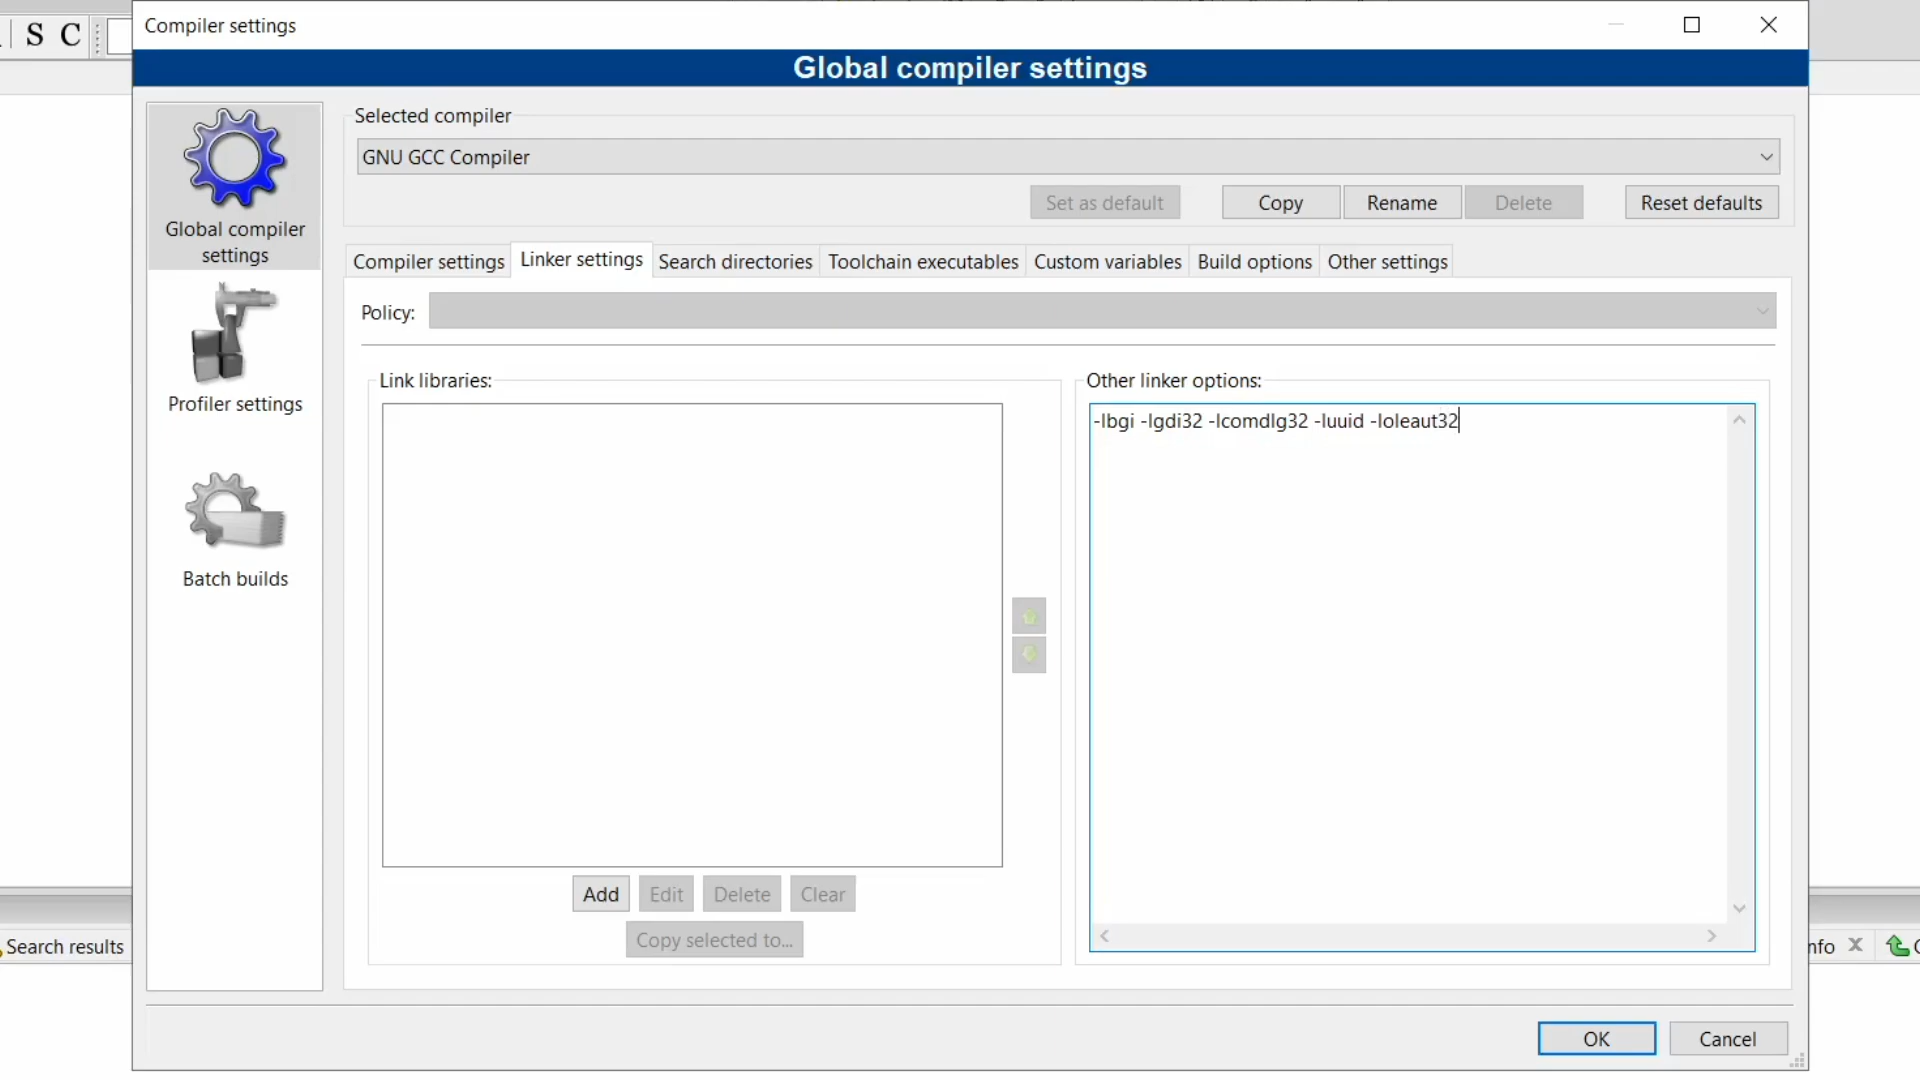 Compiler settings
S C
Global compiler settings
Global compiler
settings
Profiler settings
Batch builds
Selected compiler
GNU GCC Compiler
Set as default
Copy
Rename
Delete
Reset defaults
Compiler settings
Linker settings
Search directories
Toolchain executables
Custom variables
Build options
Other settings
Policy:
Link libraries:
Other linker options:
-lbgi -lgdi32 -lcomdlg32 -luuid -loleaut32
Add
Edit
Delete
Clear
Copy selected to...
Search results
OK
Cancel